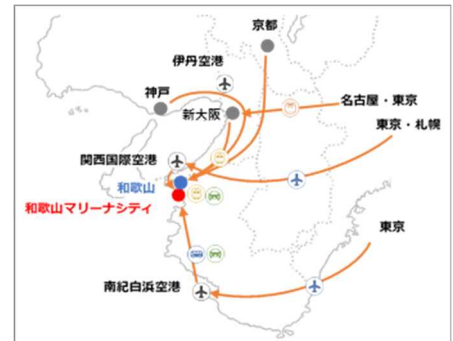 京都
伊丹空港
神戸
新大阪
名古屋・東京
東京・札幌
関西国際空港
和歌山
和歌山マリーナシティ
東京
南紀白浜空港